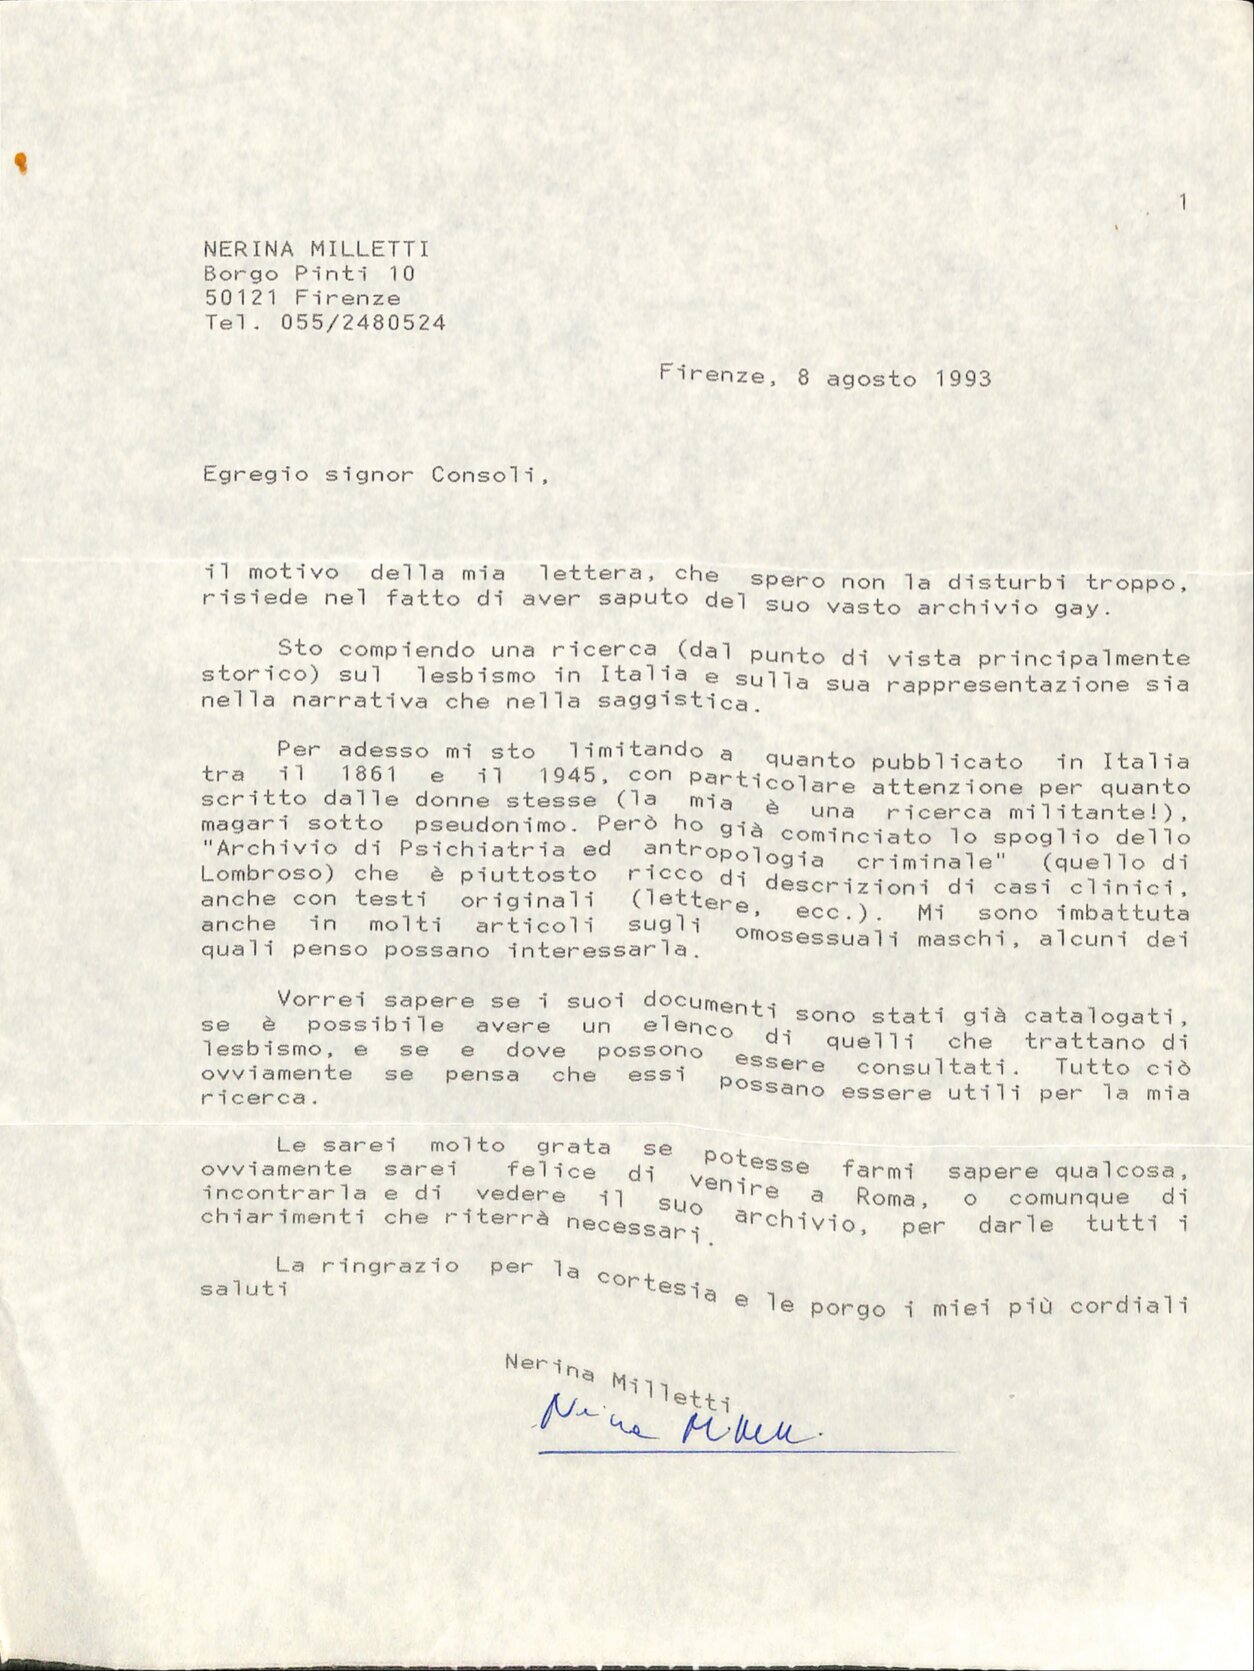 1
NERINA MILLETTI
Borgo Pinti 10
50121 Firenze
Tel. 055/2480524
Firenze, 8 agosto 1993
Egregio signor Consoli,
il motivo della mia lettera, che spero non la disturbi troppo,
risiede nel fatto di aver saputo del suo vasto archivio gay.
Sto compiendo una ricerca (dal punto di vista principalmente
storico) sul lesbismo in Italia e sulla sua rappresentazione sia
nella narrativa che nella saggistica.
Per adesso mi sto limitando a quanto pubblicato in Italia
tra il 1861 e il 1945, con particolare attenzione per quanto
scritto dalle donne stesse (la mia è una ricerca militante!),
magari sotto pseudonimo. Però ho già cominciato lo spoglio dello
"Archivio di Psichiatria ed antropologia criminale" (quello di
Lombroso) che è piuttosto ricco di descrizioni di casi clinici,
anche con testi originali (lettere, ecc.). Mi sono imbattuta
anche in molti articoli sugli omosessuali maschi, alcuni dei
quali penso possano interessarla.
Vorrei sapere se i suoi documenti sono stati già catalogati,
se è possibile avere un elenco di quelli che trattano di
lesbismo, e se e dove possono essere consultati. Tutto ciò
ovviamente se pensa che essi possano essere utili per la mia
ricerca.
Le sarei molto grata se potesse farmi sapere qualcosa,
ovviamente sarei felice di venire a Roma, o comunque di
incontrarla e di vedere il suo archivio, per darle tutti i
chiarimenti che riterrà necessari.
La ringrazio per la cortesia e le porgo i miei più cordiali
saluti
Nerina Milletti
Nerina Milletti